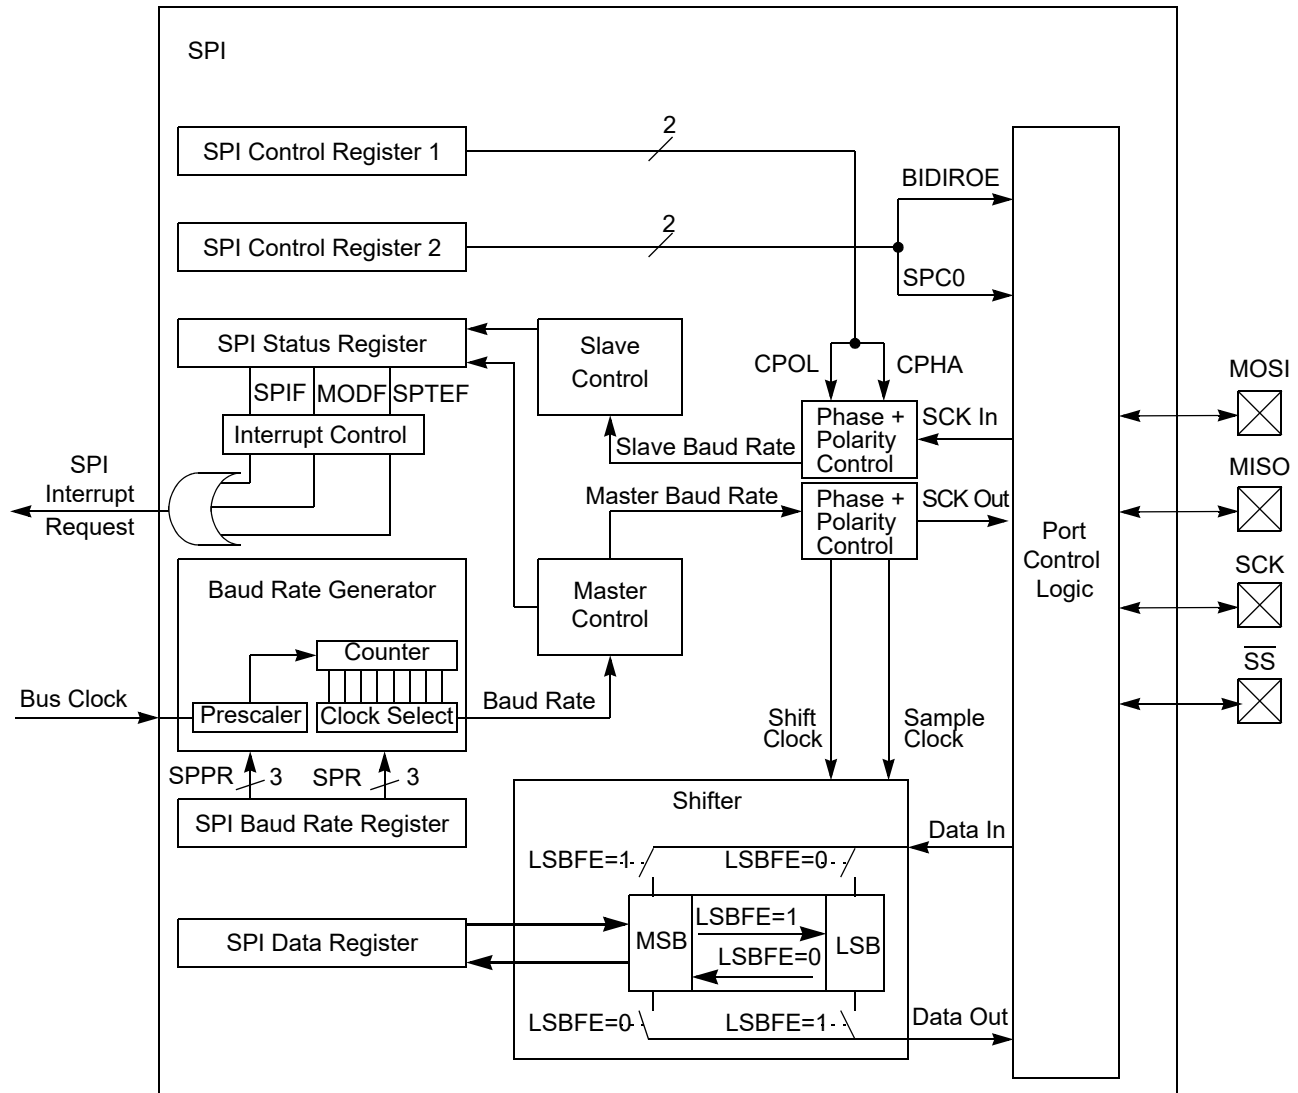 SPI
SPI Control Register 1
2
BIDIROE
SPI Control Register 2
2
SPC0
SPI Status Register
Slave
Control
CPOL
CPHA
MOSI
SPIF
MODF
SPTEF
Interrupt Control
Phase +
Polarity
Control
SCK In
Slave Baud Rate
SPI
Interrupt
Request
MISO
Master Baud Rate
Phase +
Polarity
Control
SCK Out
Port
Control
Logic
SCK
Baud Rate Generator
Master
Control
Counter
SS
Bus Clock
Prescaler
Clock Select
Baud Rate
Shift
Clock
Sample
Clock
SPPR
3
SPR
3
SPI Baud Rate Register
Shifter
Data In
LSBFE=1
LSBFE=0
SPI Data Register
MSB
LSBFE=1
LSBFE=0
LSB
LSBFE=0
LSBFE=1
Data Out